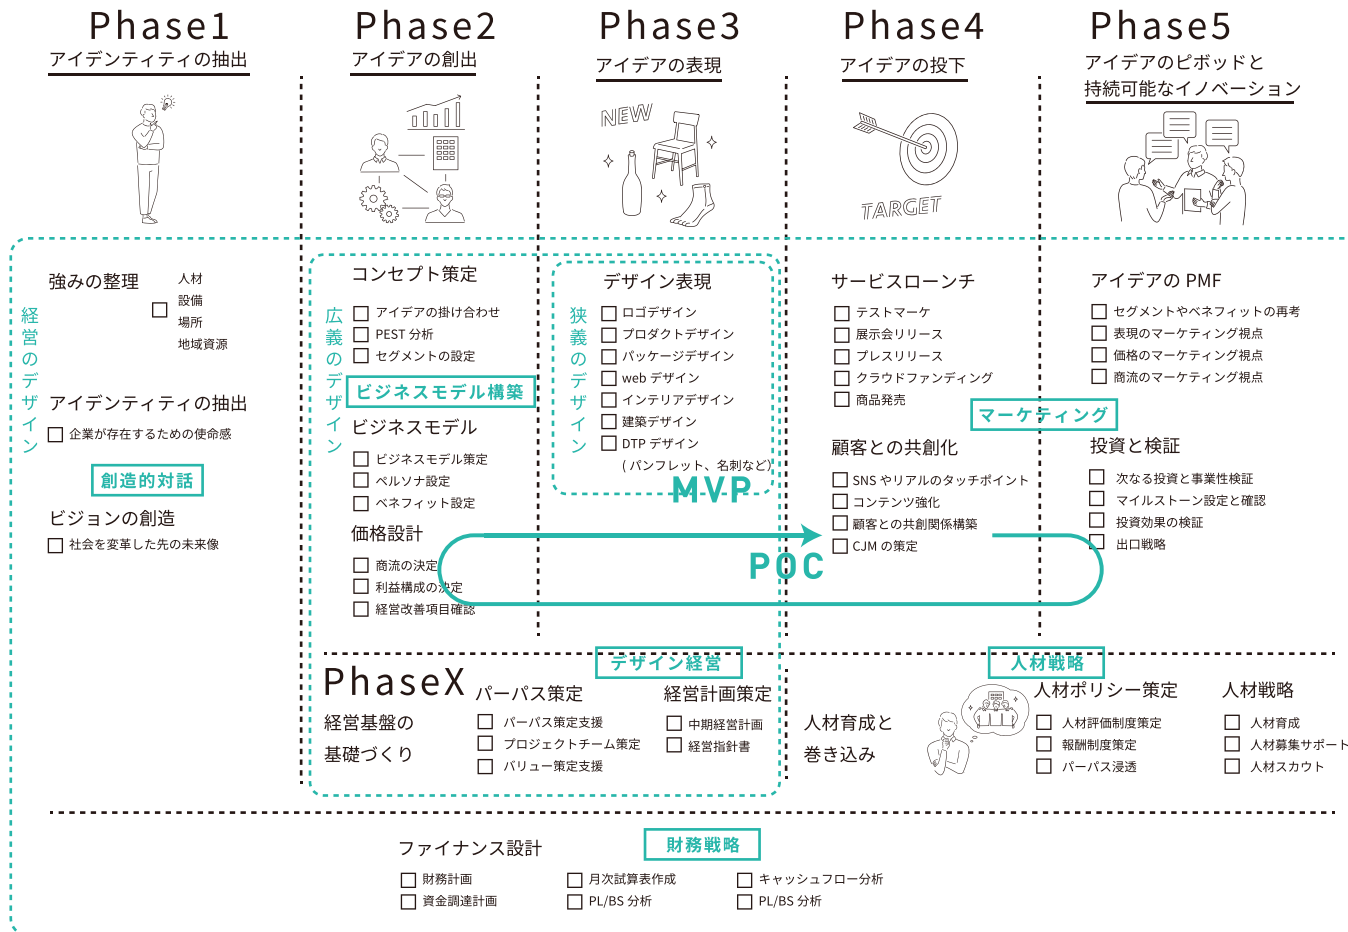 Phase1
アイデンティティの抽出
Phase2
アイデアの創出
Phase3
アイデアの表現
Phase4
アイデアの投下
Phase5
アイデアのピボッドと
持続可能なイノベーション
NEW
TARGET
経営のデザイン
強みの整理
人材
設備
場所
地域資源
アイデンティティの抽出
企業が存在するための使命感
創造的対話
ビジョンの創造
社会を変革した先の未来像
広義のデザイン
コンセプト策定
アイデアの掛け合わせ
PEST 分析
セグメントの設定
ビジネスモデル構築
ビジネスモデル
ビジネスモデル策定
ペルソナ設定
ベネフィット設定
価格設計
商流の決定
利益構成の決定
経営改善項目確認
狭義のデザイン
デザイン表現
ロゴデザイン
プロダクトデザイン
パッケージデザイン
web デザイン
インテリアデザイン
建築デザイン
DTP デザイン
( パンフレット、名刺など)
MVP
POC
サービスローンチ
テストマーケ
展示会リリース
プレスリリース
クラウドファンディング
商品発売
マーケティング
顧客との共創化
SNS やリアルのタッチポイント
コンテンツ強化
顧客との共創関係構築
CJM の策定
アイデアの PMF
セグメントやベネフィットの再考
表現のマーケティング視点
価格のマーケティング視点
商流のマーケティング視点
投資と検証
次なる投資と事業性検証
マイルストーン設定と確認
投資効果の検証
出口戦略
PhaseX
経営基盤の
基礎づくり
デザイン経営
パーパス策定
パーパス策定支援
プロジェクトチーム策定
バリュー策定支援
経営計画策定
中期経営計画
経営指針書
人材育成と
巻き込み
人材戦略
人材ポリシー策定
人材評価制度策定
報酬制度策定
パーパス浸透
人材戦略
人材育成
人材募集サポート
人材スカウト
財務戦略
ファイナンス設計
財務計画
資金調達計画
月次試算表作成
PL/BS 分析
キャッシュフロー分析
PL/BS 分析